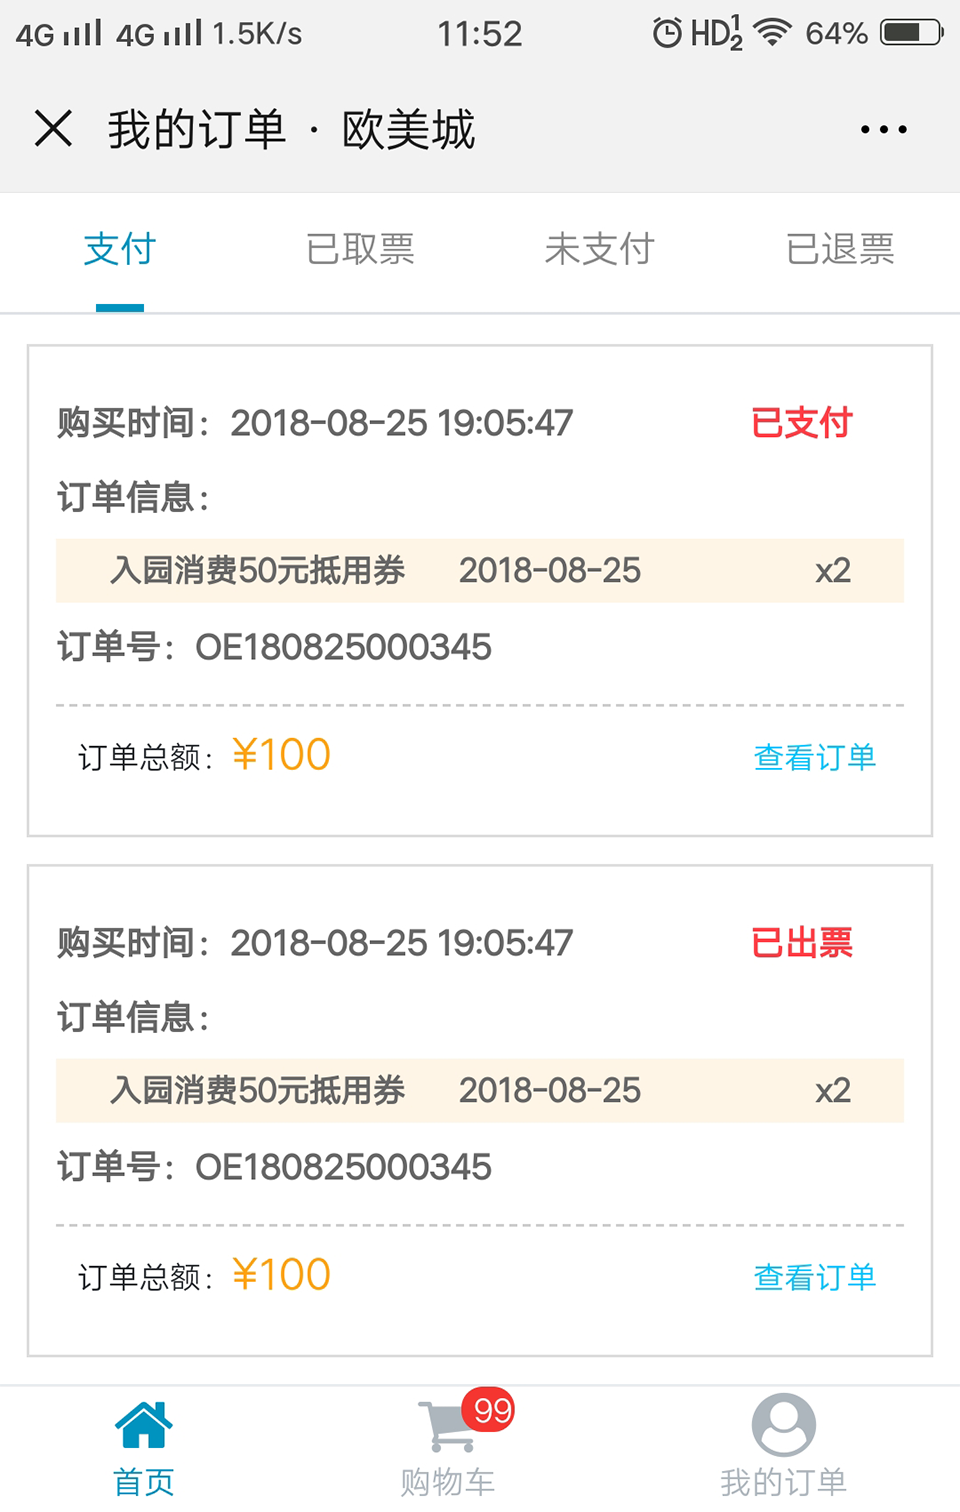 4G 4G 1.5K/s 11:52 HD 1 2 64%
我的订单 · 欧美城
支付 已取票 未支付 已退票
购买时间：2018-08-25 19:05:47 已支付
订单信息：
入园消费50元抵用券 2018-08-25 x2
订单号：OE180825000345
订单总额：¥100 查看订单
购买时间：2018-08-25 19:05:47 已出票
订单信息：
入园消费50元抵用券 2018-08-25 x2
订单号：OE180825000345
订单总额：¥100 查看订单
99
首页 购物车 我的订单